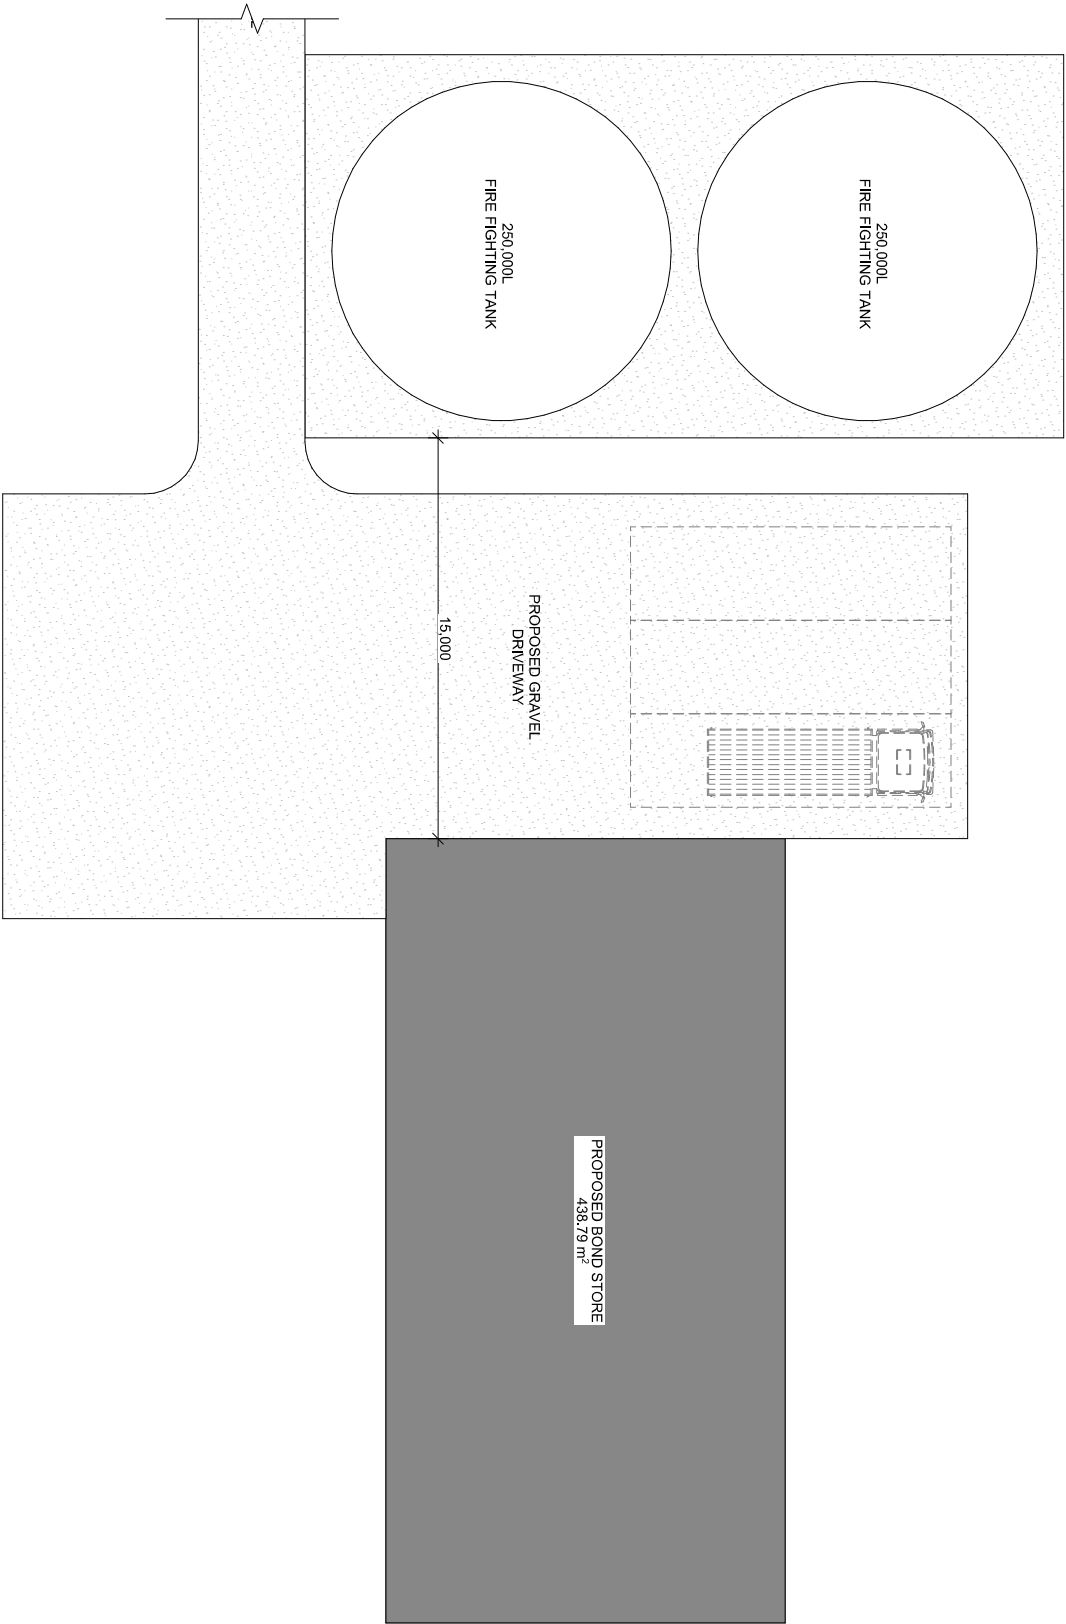 250,000L
FIRE FIGHTING TANK
250,000L
FIRE FIGHTING TANK
15,000
PROPOSED GRAVEL
DRIVEWAY
PROPOSED BOND STORE
438.79 m²